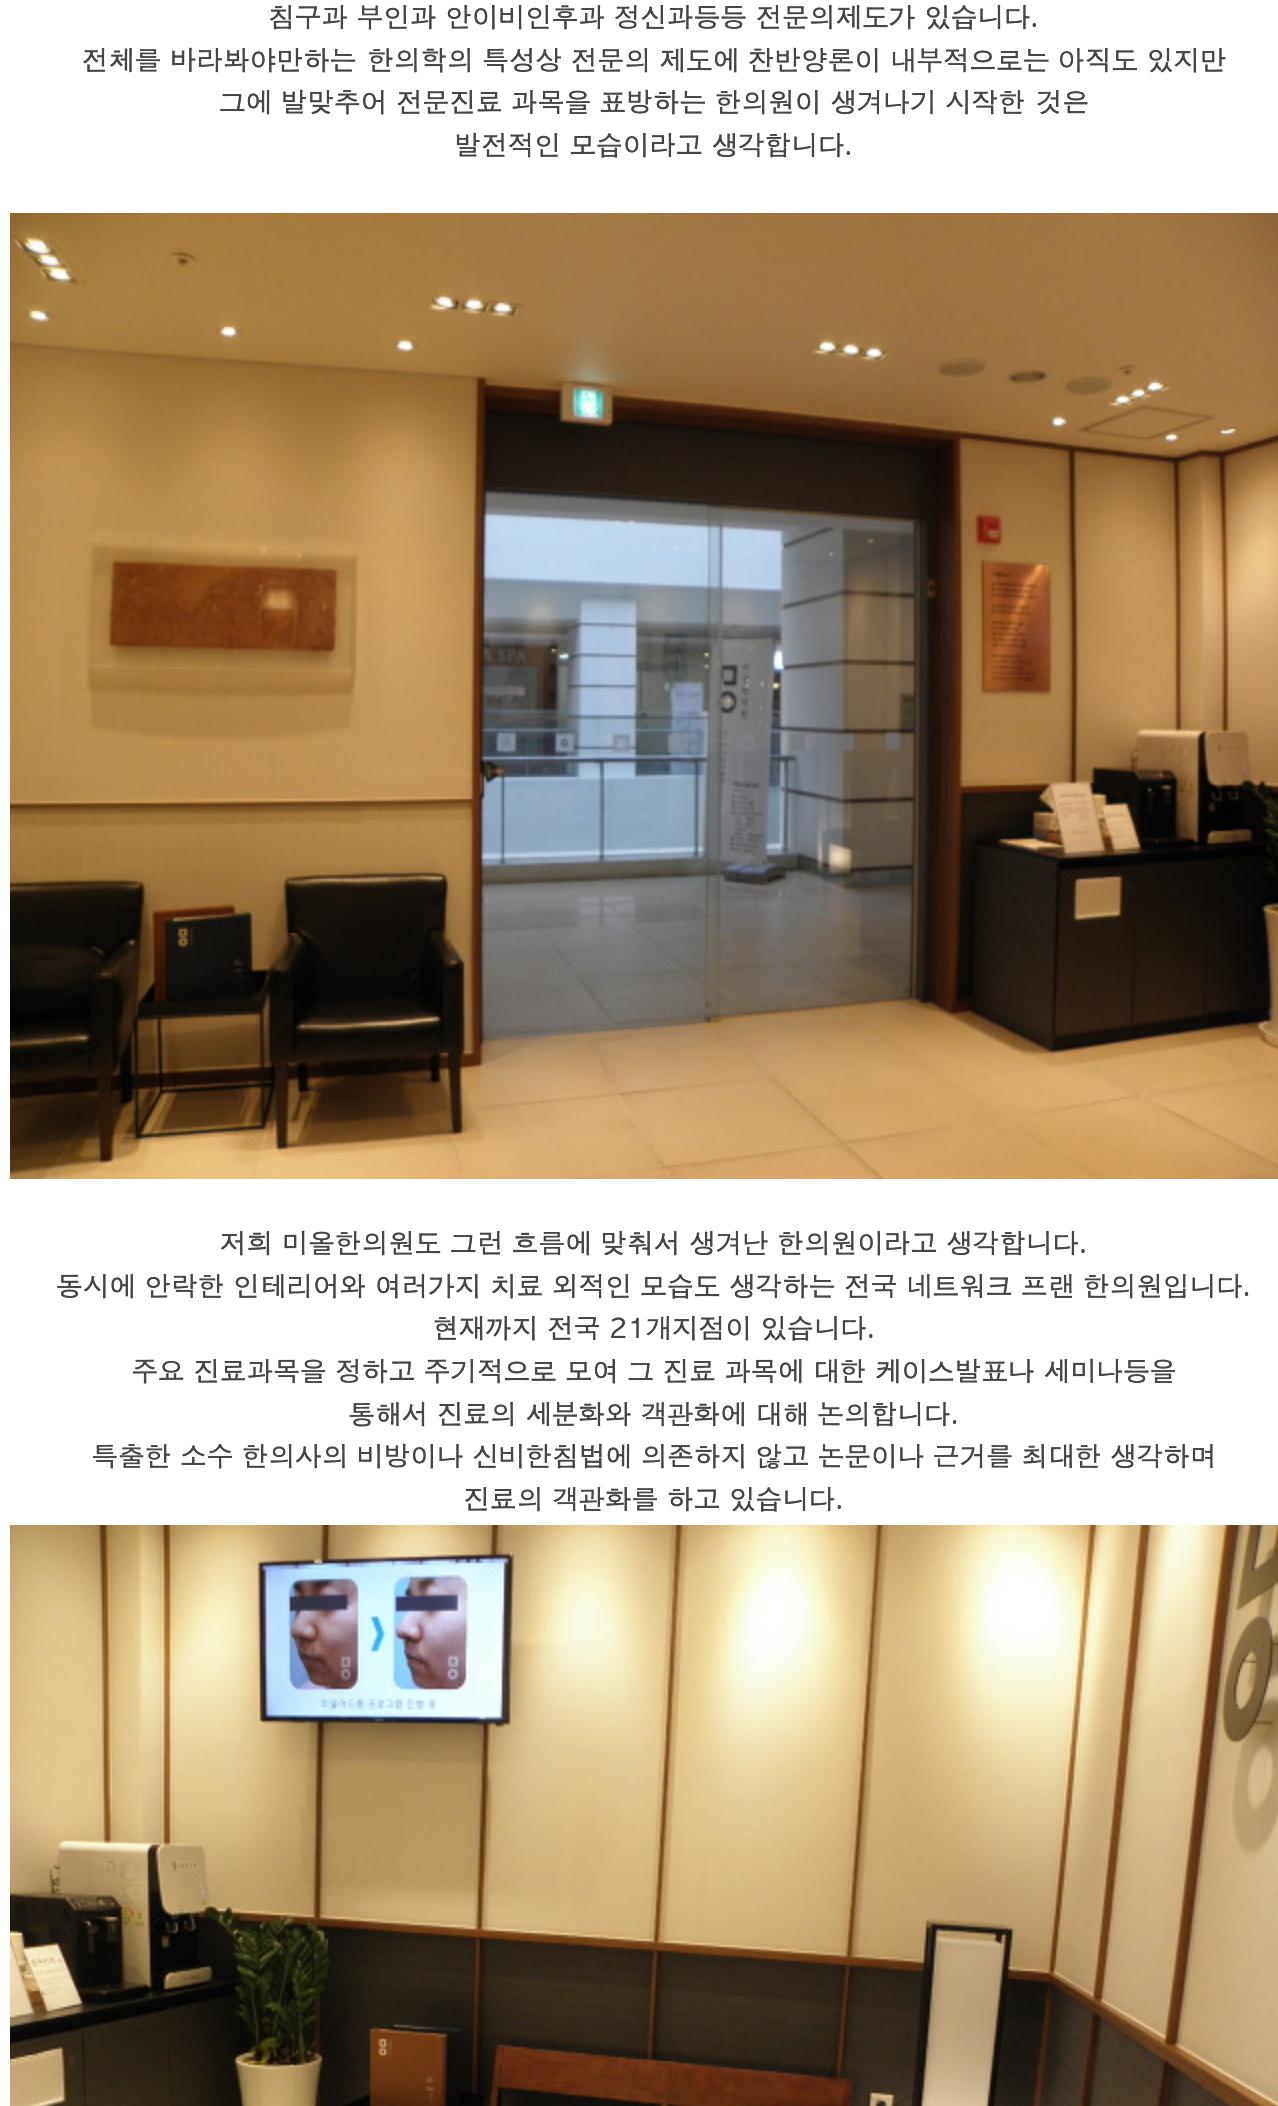 침구과 부인과 안이비인후과 정신과등등 전문의제도가 있습니다.
전체를 바라봐야만하는 한의학의 특성상 전문의 제도에 찬반양론이 내부적으로는 아직도 있지만
그에 발맞추어 전문진료 과목을 표방하는 한의원이 생겨나기 시작한 것은
발전적인 모습이라고 생각합니다.
SPA
저희 미올한의원도 그런 흐름에 맞춰서 생겨난 한의원이라고 생각합니다.
동시에 안락한 인테리어와 여러가지 치료 외적인 모습도 생각하는 전국 네트워크 프랜 한의원입니다.
현재까지 전국 21개지점이 있습니다.
주요 진료과목을 정하고 주기적으로 모여 그 진료 과목에 대한 케이스발표나 세미나등을
통해서 진료의 세분화와 객관화에 대해 논의합니다.
특출한 소수 한의사의 비방이나 신비한침법에 의존하지 않고 논문이나 근거를 최대한 생각하며
진료의 객관화를 하고 있습니다.